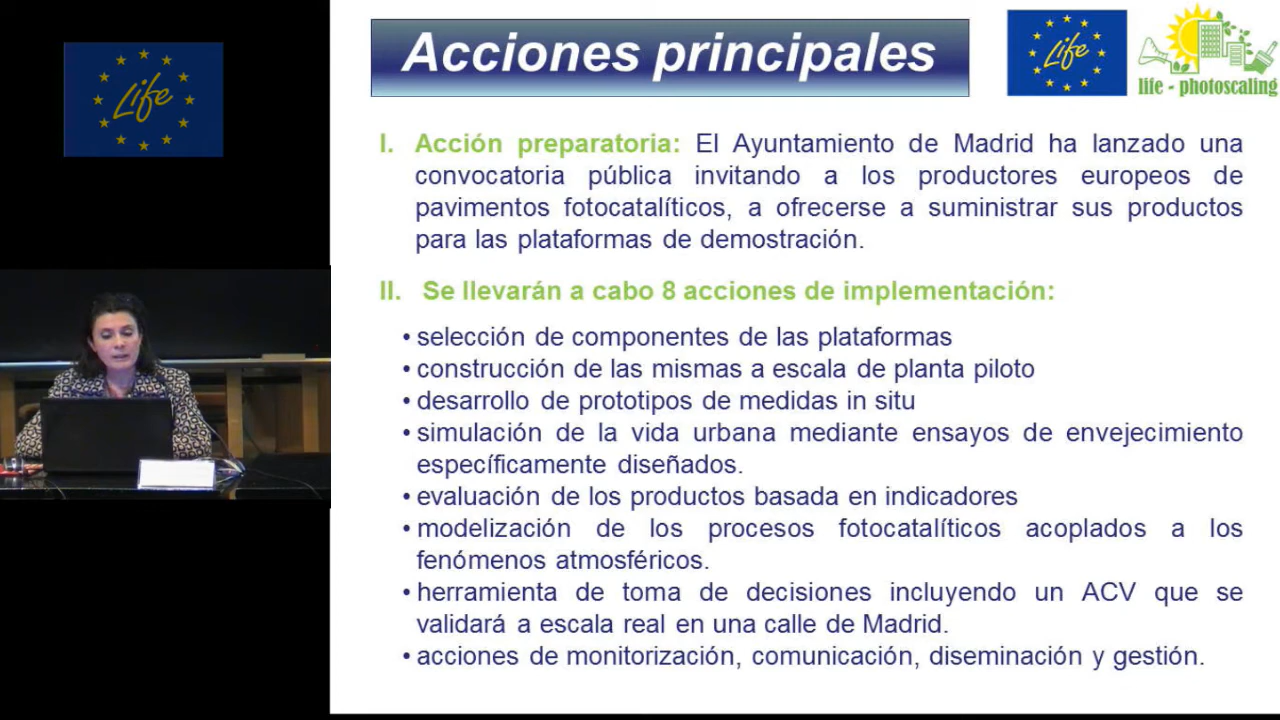 Life
Acciones principales
Life
life - photoscaling
I. Acción preparatoria: El Ayuntamiento de Madrid ha lanzado una
convocatoria pública invitando a los productores europeos de
pavimentos fotocatalíticos, a ofrecerse a suministrar sus productos
para las plataformas de demostración.
II. Se llevarán a cabo 8 acciones de implementación:
• selección de componentes de las plataformas
• construcción de las mismas a escala de planta piloto
• desarrollo de prototipos de medidas in situ
• simulación de la vida urbana mediante ensayos de envejecimiento
específicamente diseñados.
• evaluación de los productos basada en indicadores
• modelización de los procesos fotocatalíticos acoplados a los
fenómenos atmosféricos.
• herramienta de toma de decisiones incluyendo un ACV que se
validará a escala real en una calle de Madrid.
• acciones de monitorización, comunicación, diseminación y gestión.